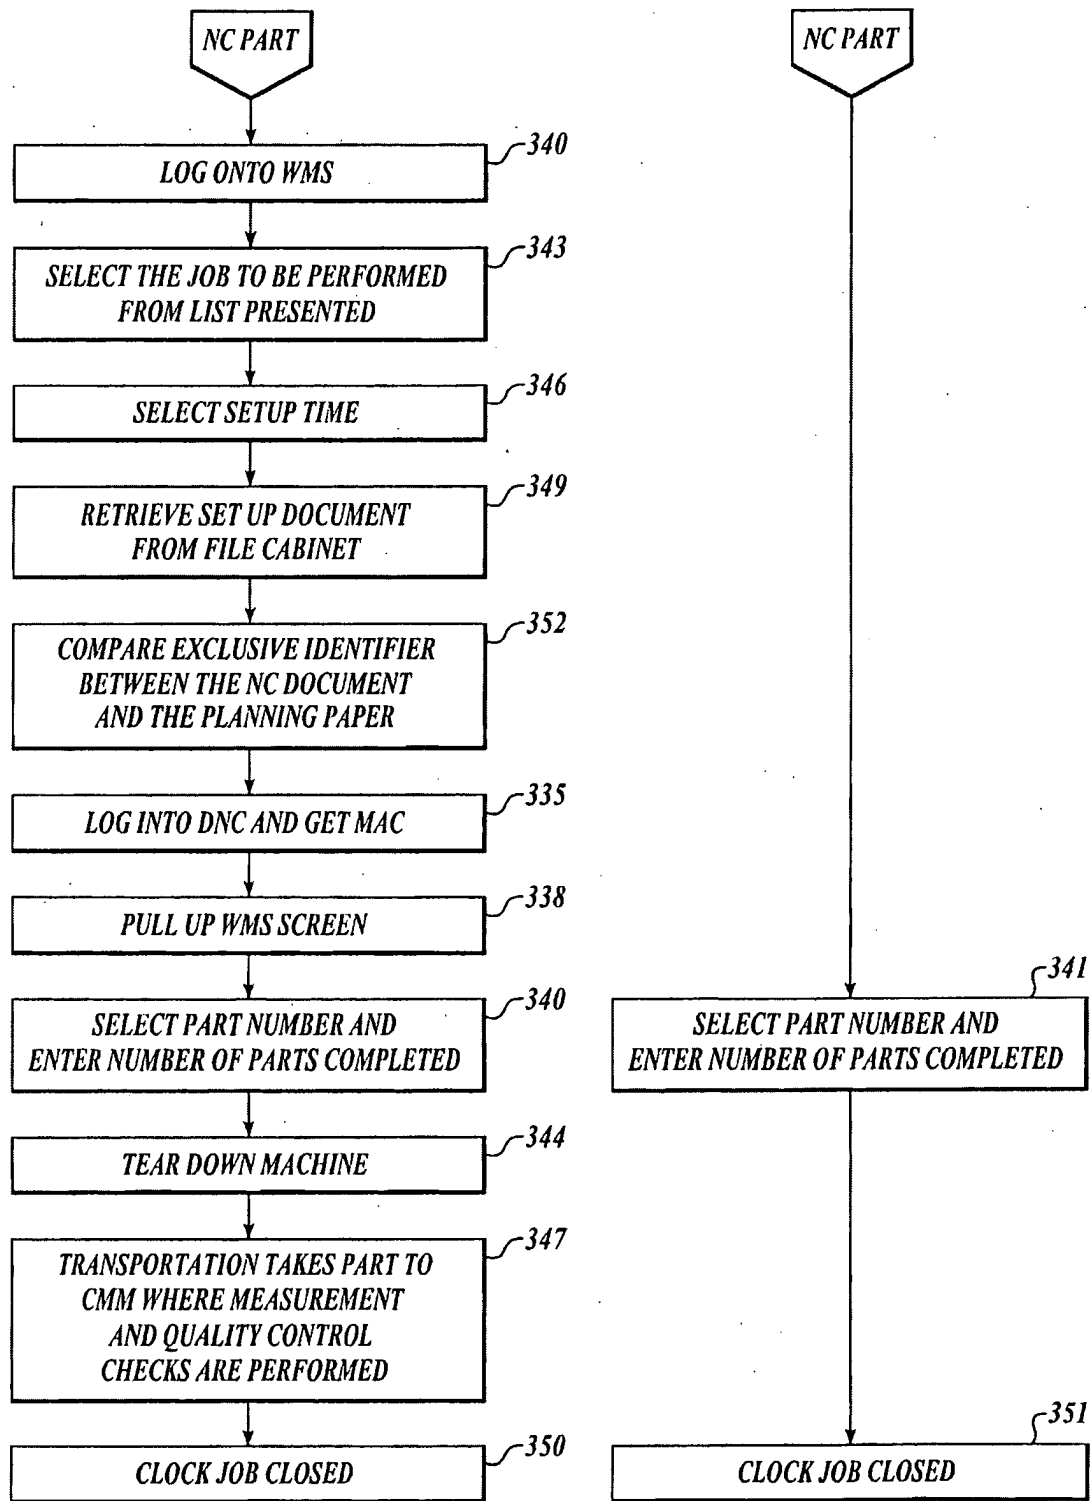 NC PART
LOG ONTO WMS
340
SELECT THE JOB TO BE PERFORMED
FROM LIST PRESENTED
343
SELECT SETUP TIME
346
RETRIEVE SET UP DOCUMENT
FROM FILE CABINET
349
COMPARE EXCLUSIVE IDENTIFIER
BETWEEN THE NC DOCUMENT
AND THE PLANNING PAPER
352
LOG INTO DNC AND GET MAC
335
PULL UP WMS SCREEN
338
SELECT PART NUMBER AND
ENTER NUMBER OF PARTS COMPLETED
340
TEAR DOWN MACHINE
344
TRANSPORTATION TAKES PART TO
CMM WHERE MEASUREMENT
AND QUALITY CONTROL
CHECKS ARE PERFORMED
347
CLOCK JOB CLOSED
350
NC PART
341
SELECT PART NUMBER AND
ENTER NUMBER OF PARTS COMPLETED
351
CLOCK JOB CLOSED